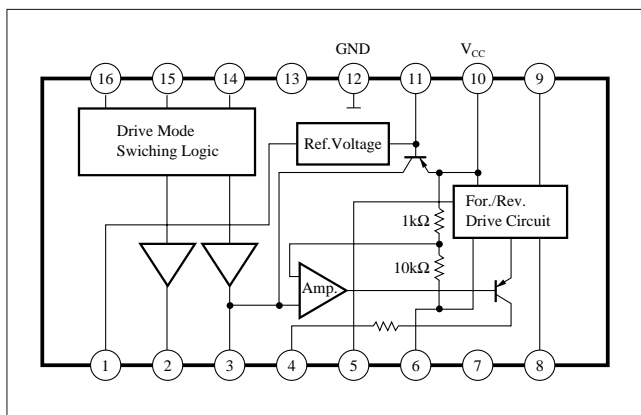 GND
V_CC
16 15 14 13 12 11 10 9
Drive Mode
Swiching Logic
Ref.Voltage
For./Rev.
Drive Circuit
1kΩ
10kΩ
Amp.
1 2 3 4 5 6 7 8